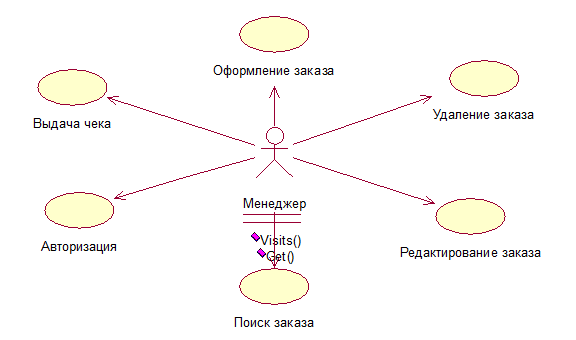 Оформление заказа
Выдача чека
Удаление заказа
Менеджер
Авторизация
Visits()
Get()
Редактирование заказа
Поиск заказа